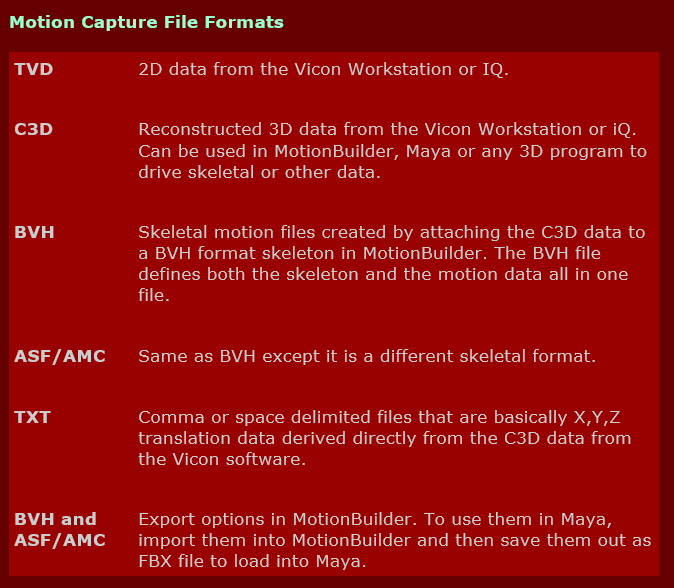 Motion Capture File Formats
TVD 2D data from the Vicon Workstation or IQ.
C3D Reconstructed 3D data from the Vicon Workstation or iQ.
Can be used in MotionBuilder, Maya or any 3D program to
drive skeletal or other data.
BVH Skeletal motion files created by attaching the C3D data to
a BVH format skeleton in MotionBuilder. The BVH file
defines both the skeleton and the motion data all in one
file.
ASF/AMC Same as BVH except it is a different skeletal format.
TXT Comma or space delimited files that are basically X,Y,Z
translation data derived directly from the C3D data from
the Vicon software.
BVH and Export options in MotionBuilder. To use them in Maya,
ASF/AMC import them into MotionBuilder and then save them out as
FBX file to load into Maya.